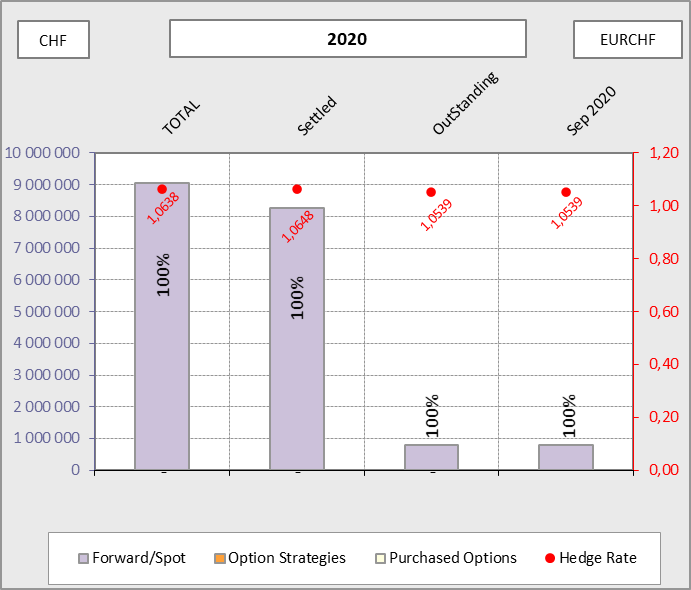 CHF
2020
EURCHF
TOTAL
Settled
OutStanding
Sep 2020
10 000 000
9 000 000
8 000 000
7 000 000
6 000 000
5 000 000
4 000 000
3 000 000
2 000 000
1 000 000
0
1,20
1,00
0,80
0,60
0,40
0,20
0,00
1,0638
1,0648
1,0539
1,0539
100%
100%
100%
100%
Forward/Spot
Option Strategies
Purchased Options
Hedge Rate